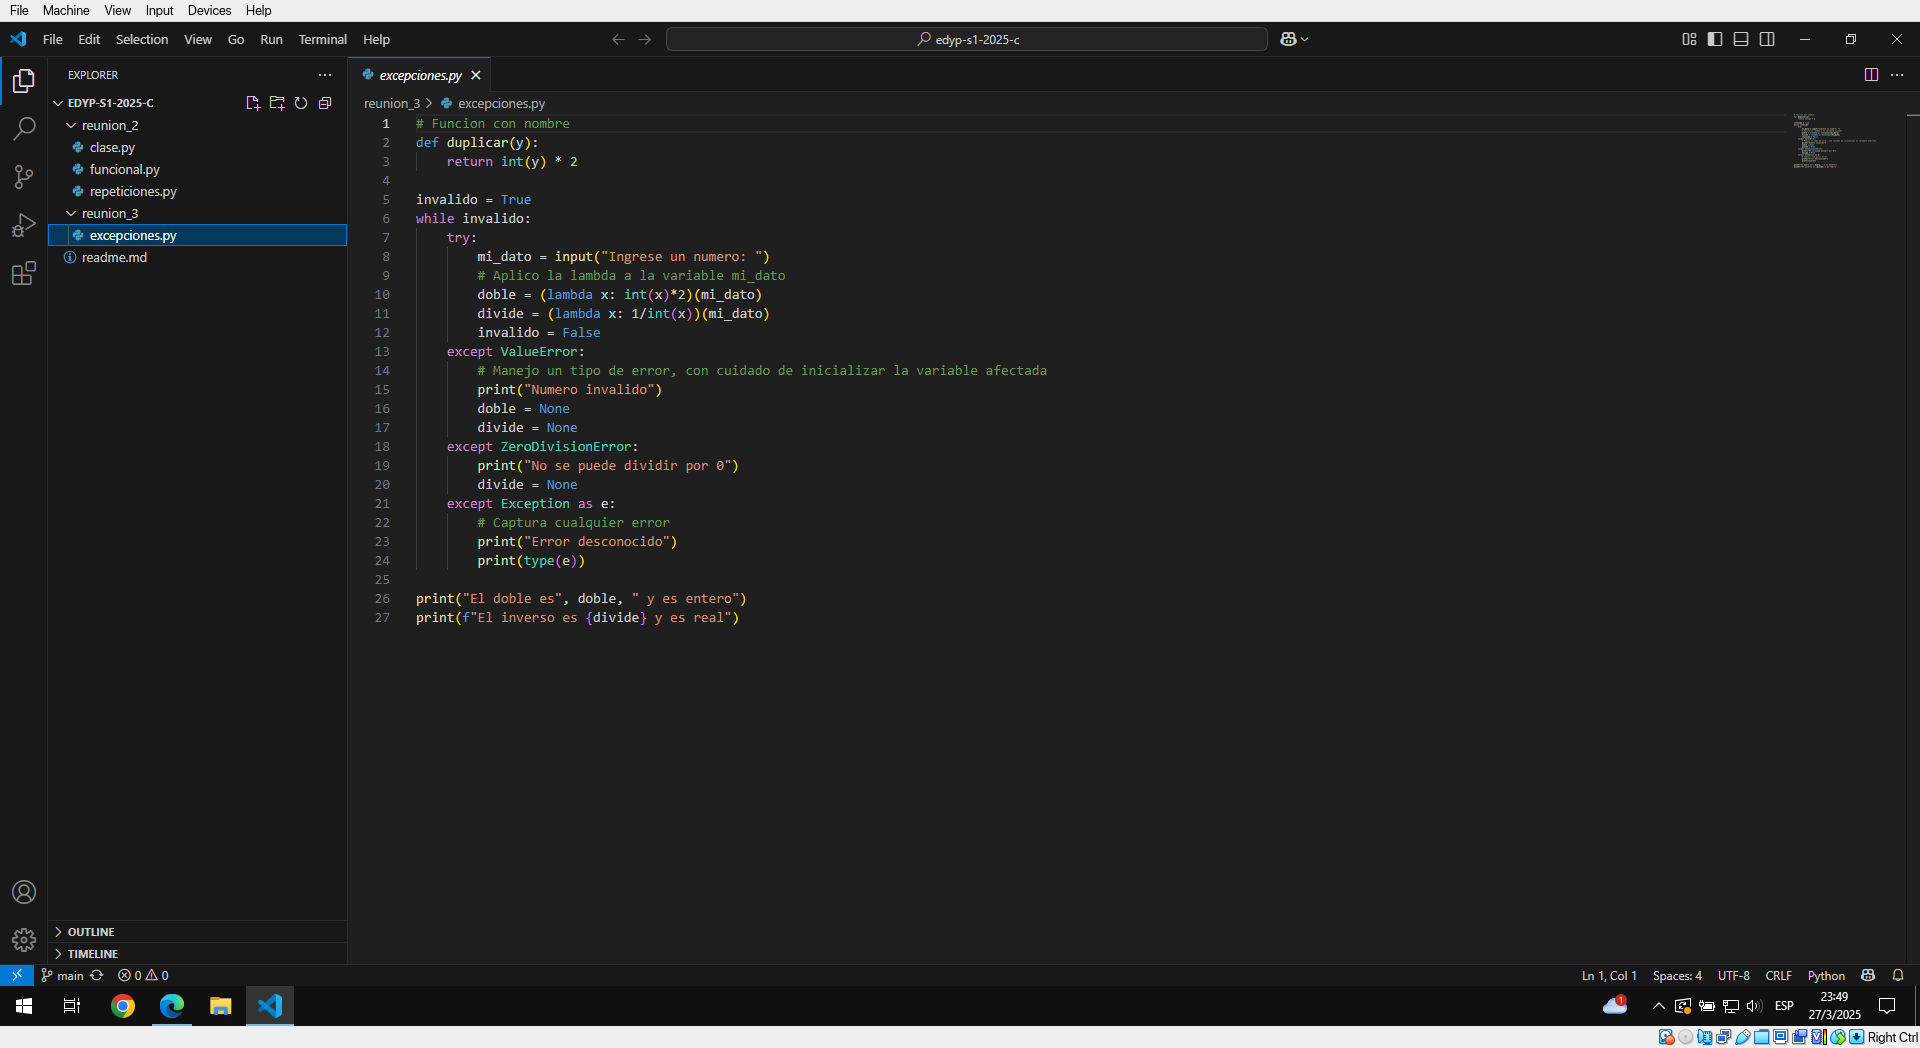 File Machine View Input Devices Help
File Edit Selection View Go Run Terminal Help
edyp-s1-2025-c
EXPLORER
EDYP-S1-2025-C
reunion_2
clase.py
funcional.py
repeticiones.py
reunion_3
excepciones.py
readme.md
OUTLINE
TIMELINE
excepciones.py
reunion_3 > excepciones.py
1 # Funcion con nombre
2 def duplicar(y):
3     return int(y) * 2
4
5 invalido = True
6 while invalido:
7     try:
8         mi_dato = input("Ingrese un numero: ")
9         # Aplico la lambda a la variable mi_dato
10         doble = (lambda x: int(x)*2)(mi_dato)
11         divide = (lambda x: 1/int(x))(mi_dato)
12         invalido = False
13     except ValueError:
14         # Manejo un tipo de error, con cuidado de inicializar la variable afectada
15         print("Numero invalido")
16         doble = None
17         divide = None
18     except ZeroDivisionError:
19         print("No se puede dividir por 0")
20         divide = None
21     except Exception as e:
22         # Captura cualquier error
23         print("Error desconocido")
24         print(type(e))
25
26 print("El doble es", doble, " y es entero")
27 print(f"El inverso es {divide} y es real")
main 0 0
Ln 1, Col 1 Spaces: 4 UTF-8 CRLF Python
1
ESP
23:49
27/3/2025
Right Ctrl